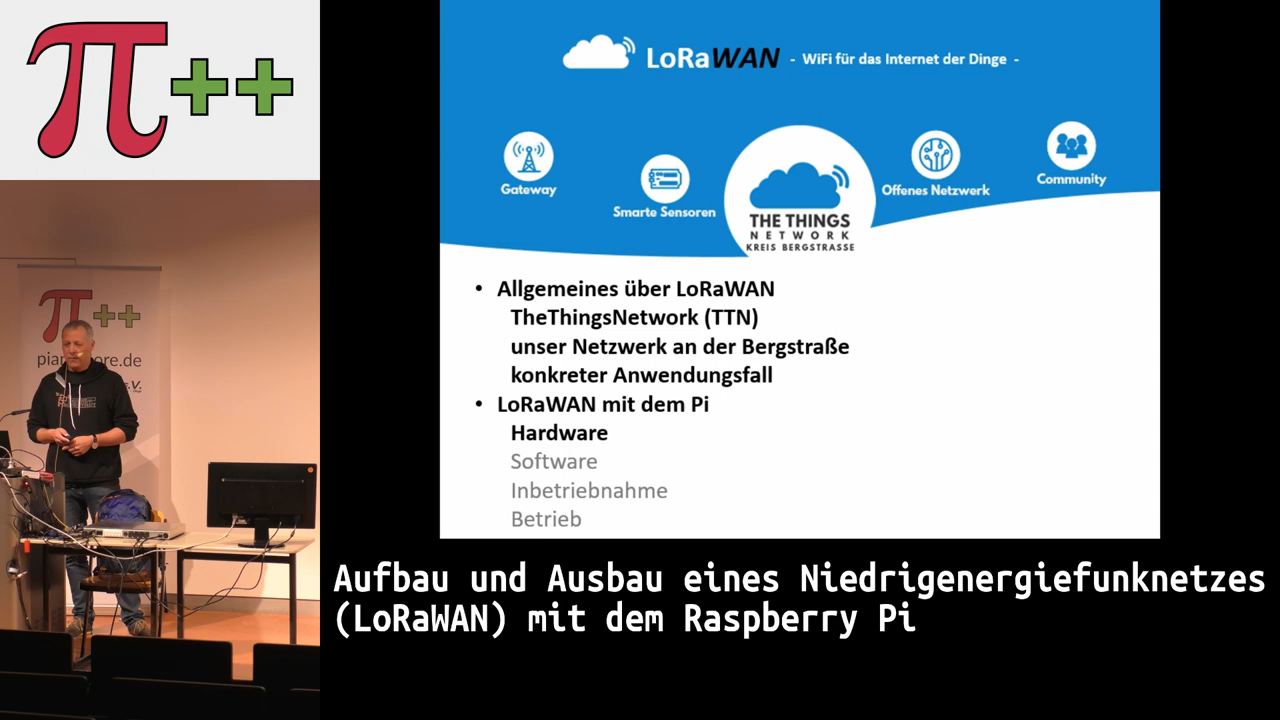 π++
π++
LoRaWAN - WiFi für das Internet der Dinge -
Gateway
Smarte Sensoren
THE THINGS
NETWORK
KREIS BERGSTRASSE
Offenes Netzwerk
Community
• Allgemeines über LoRaWAN
TheThingsNetwork (TTN)
unser Netzwerk an der Bergstraße
konkreter Anwendungsfall
• LoRaWAN mit dem Pi
Hardware
Software
Inbetriebnahme
Betrieb
Aufbau und Ausbau eines Niedrigenergiefunknetzes
(LoRaWAN) mit dem Raspberry Pi